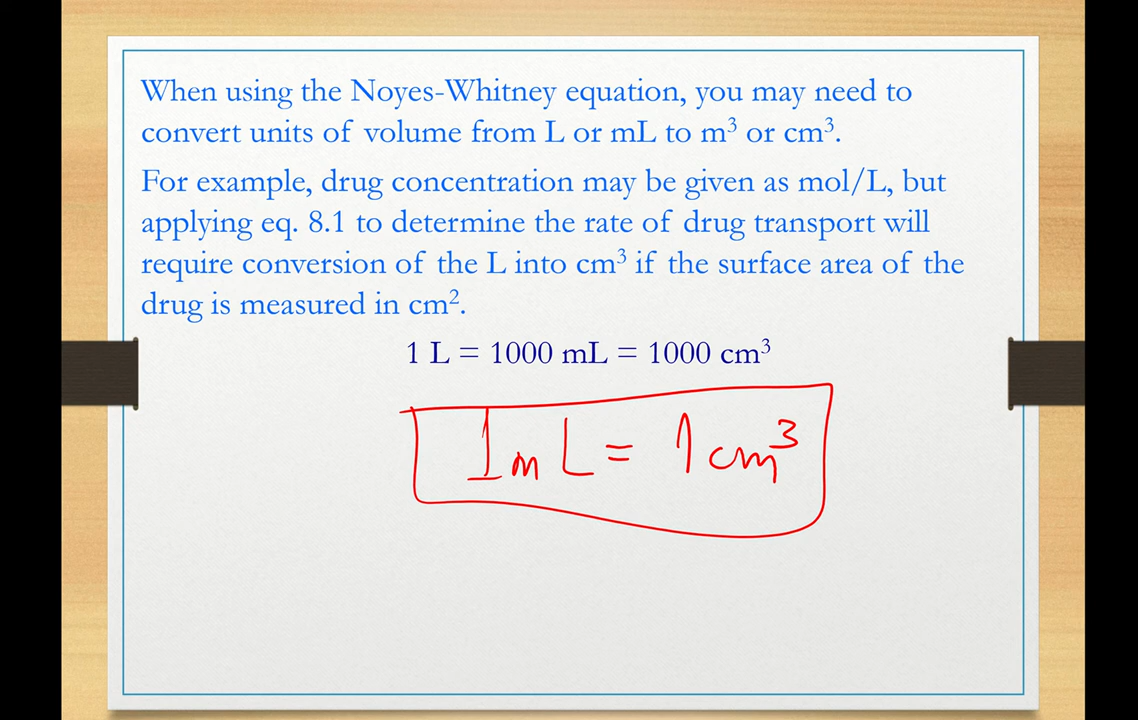 When using the Noyes-Whitney equation, you may need to
convert units of volume from L or mL to m³ or cm³.
For example, drug concentration may be given as mol/L, but
applying eq. 8.1 to determine the rate of drug transport will
require conversion of the L into cm³ if the surface area of the
drug is measured in cm².
1 L = 1000 mL = 1000 cm³
1 mL = 1 cm³